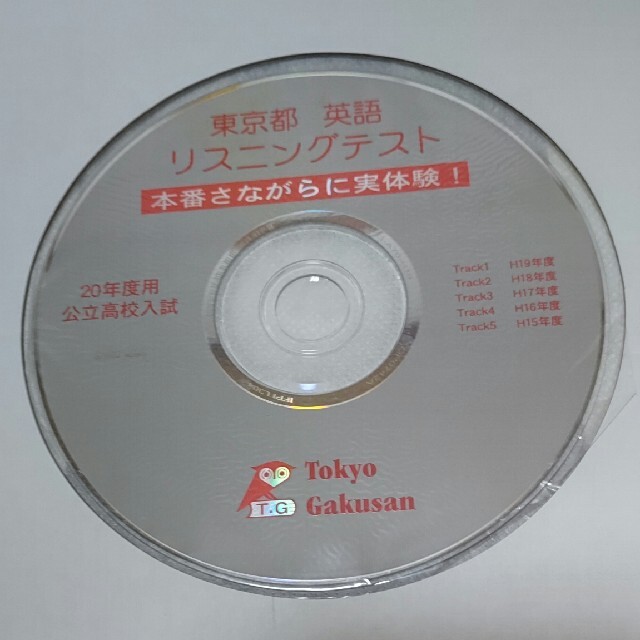 東京都 英語
リスニングテスト
本番さながらに実体験！
20年度用
公立高校入試
Track1 H19年度
Track2 H18年度
Track3 H17年度
Track4 H16年度
Track5 H15年度
T.G
Tokyo
Gakusan